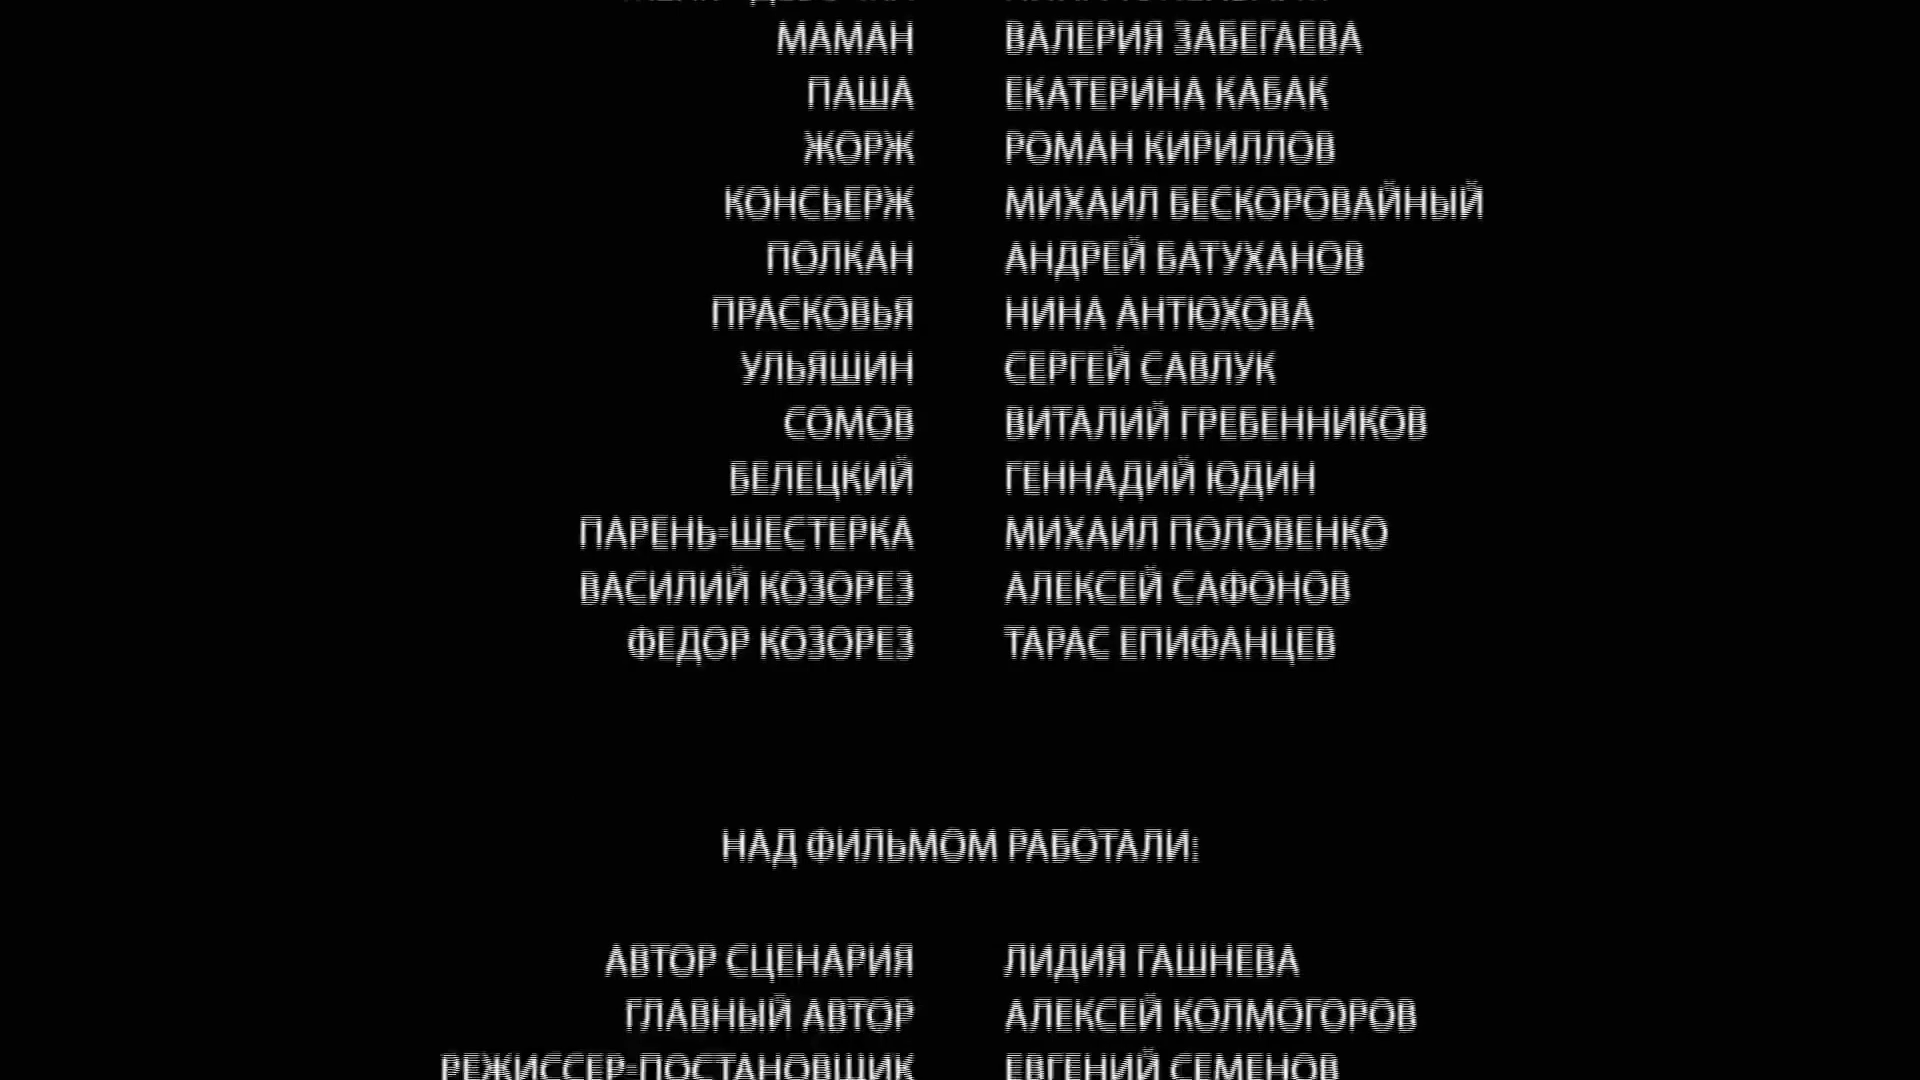 МАМАН ВАЛЕРИЯ ЗАБЕГАЕВА
ПАША ЕКАТЕРИНА КАБАК
ЖОРЖ РОМАН КИРИЛЛОВ
КОНСЬЕРЖ МИХАИЛ БЕСКОРОВАЙНЫЙ
ПОЛКАН АНДРЕЙ БАТУХАНОВ
ПРАСКОВЬЯ НИНА АНТЮХОВА
УЛЬЯШИН СЕРГЕЙ САВЛУК
СОМОВ ВИТАЛИЙ ГРЕБЕННИКОВ
БЕЛЕЦКИЙ ГЕННАДИЙ ЮДИН
ПАРЕНЬ-ШЕСТЕРКА МИХАИЛ ПОЛОВЕНКО
ВАСИЛИЙ КОЗОРЕЗ АЛЕКСЕЙ САФОНОВ
ФЕДОР КОЗОРЕЗ ТАРАС ЕПИФАНЦЕВ
НАД ФИЛЬМОМ РАБОТАЛИ:
АВТОР СЦЕНАРИЯ ЛИДИЯ ГАШНЕВА
ГЛАВНЫЙ АВТОР АЛЕКСЕЙ КОЛМОГОРОВ
РЕЖИССЕР-ПОСТАНОВЩИК ЕВГЕНИЙ СЕМЕНОВ